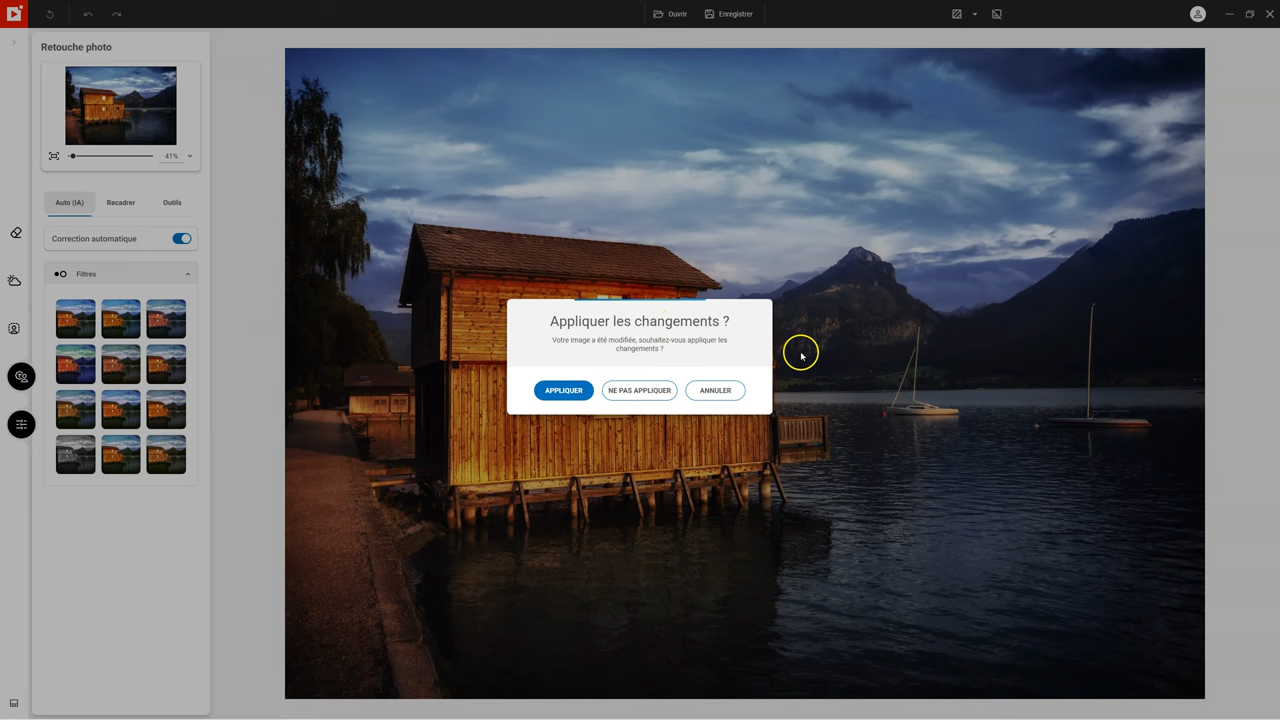 Ouvrir
Enregistrer
Retouche photo
41%
Auto (IA)
Recadrer
Outils
Correction automatique
Filtres
Appliquer les changements ?
Votre image a été modifiée, souhaitez-vous appliquer les
changements ?
APPLIQUER
NE PAS APPLIQUER
ANNULER